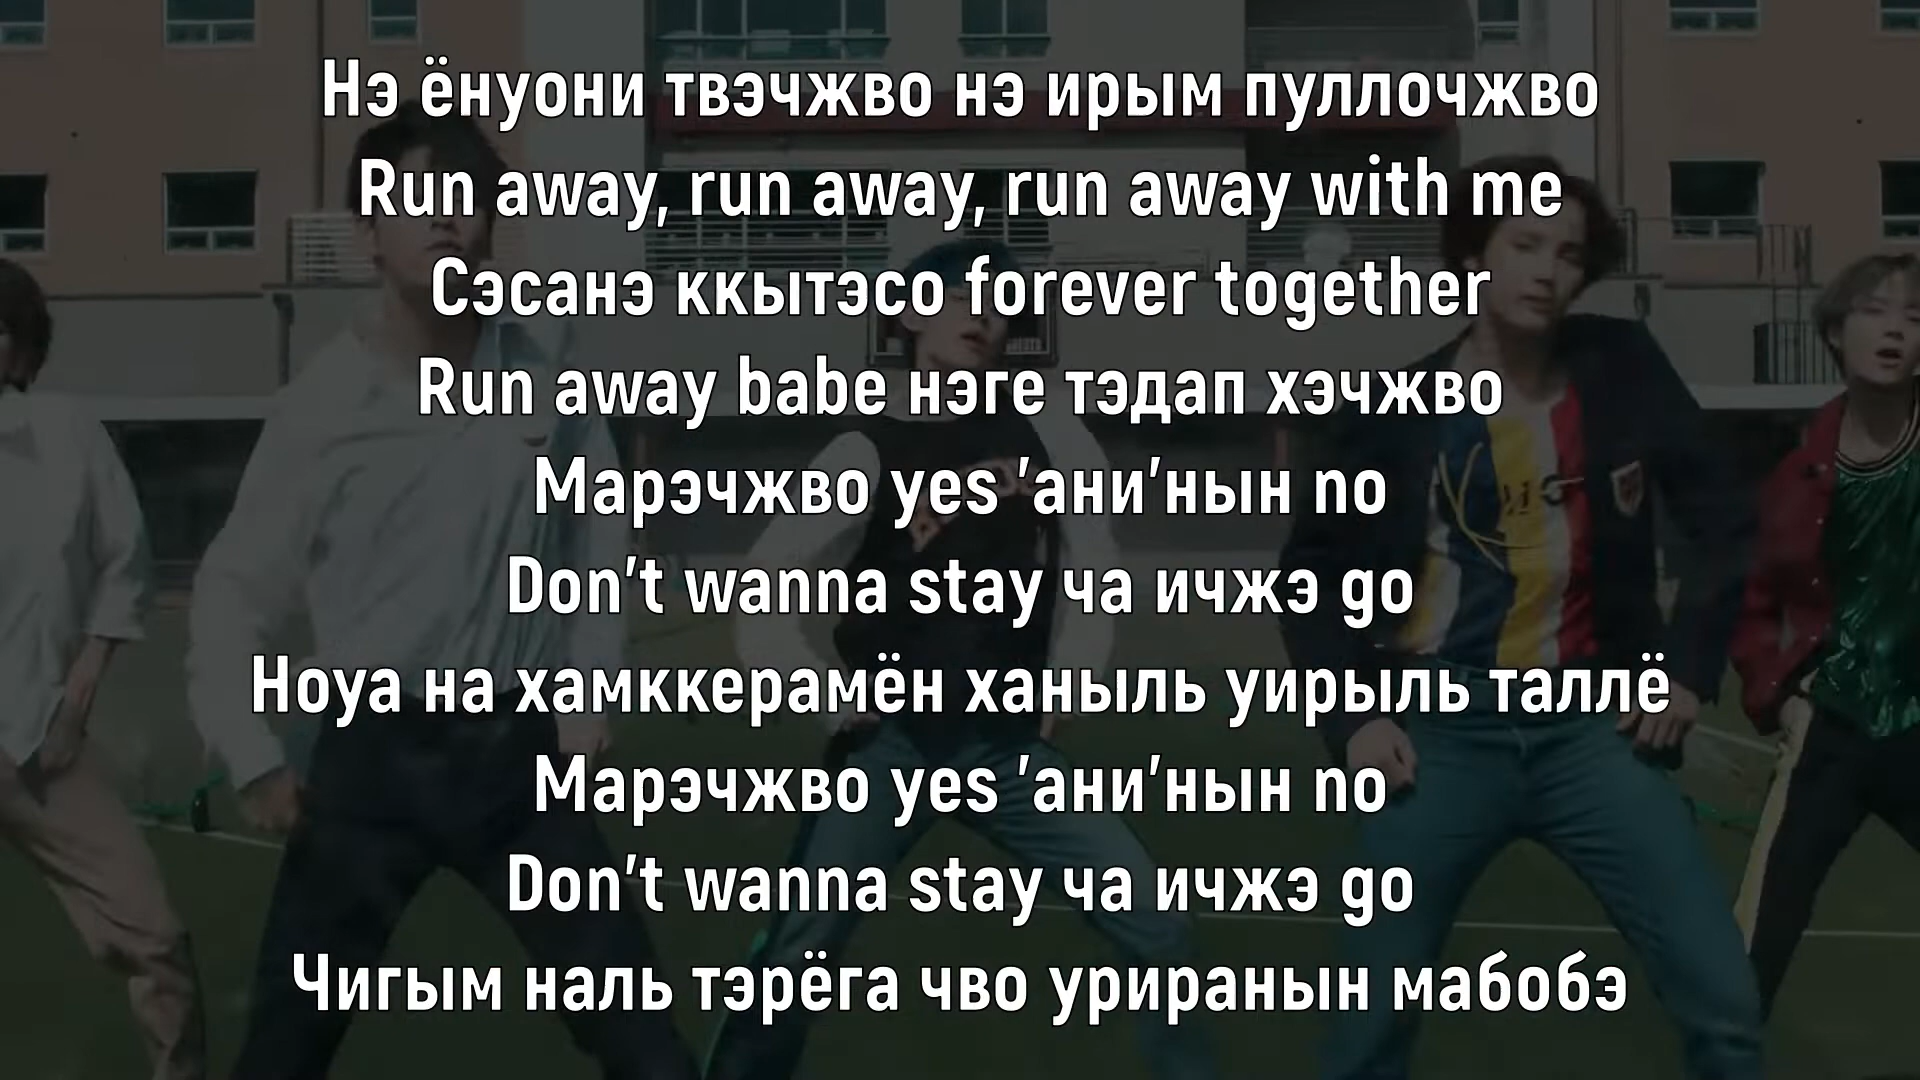 Нэ ёнуони твэчжво нэ ирым пуллочжво
Run away, run away, run away with me
Сэсанэ ккытэсо forever together
Run away babe нэге тэдап хэчжво
Марэчжво yes ’ани’нын no
Don’t wanna stay ча ичжэ go
Ноуа на хамккерамён ханыль уирыль таллё
Марэчжво yes ’ани’нын no
Don’t wanna stay ча ичжэ go
Чигым наль тэрёга чво урираны​н мабобэ